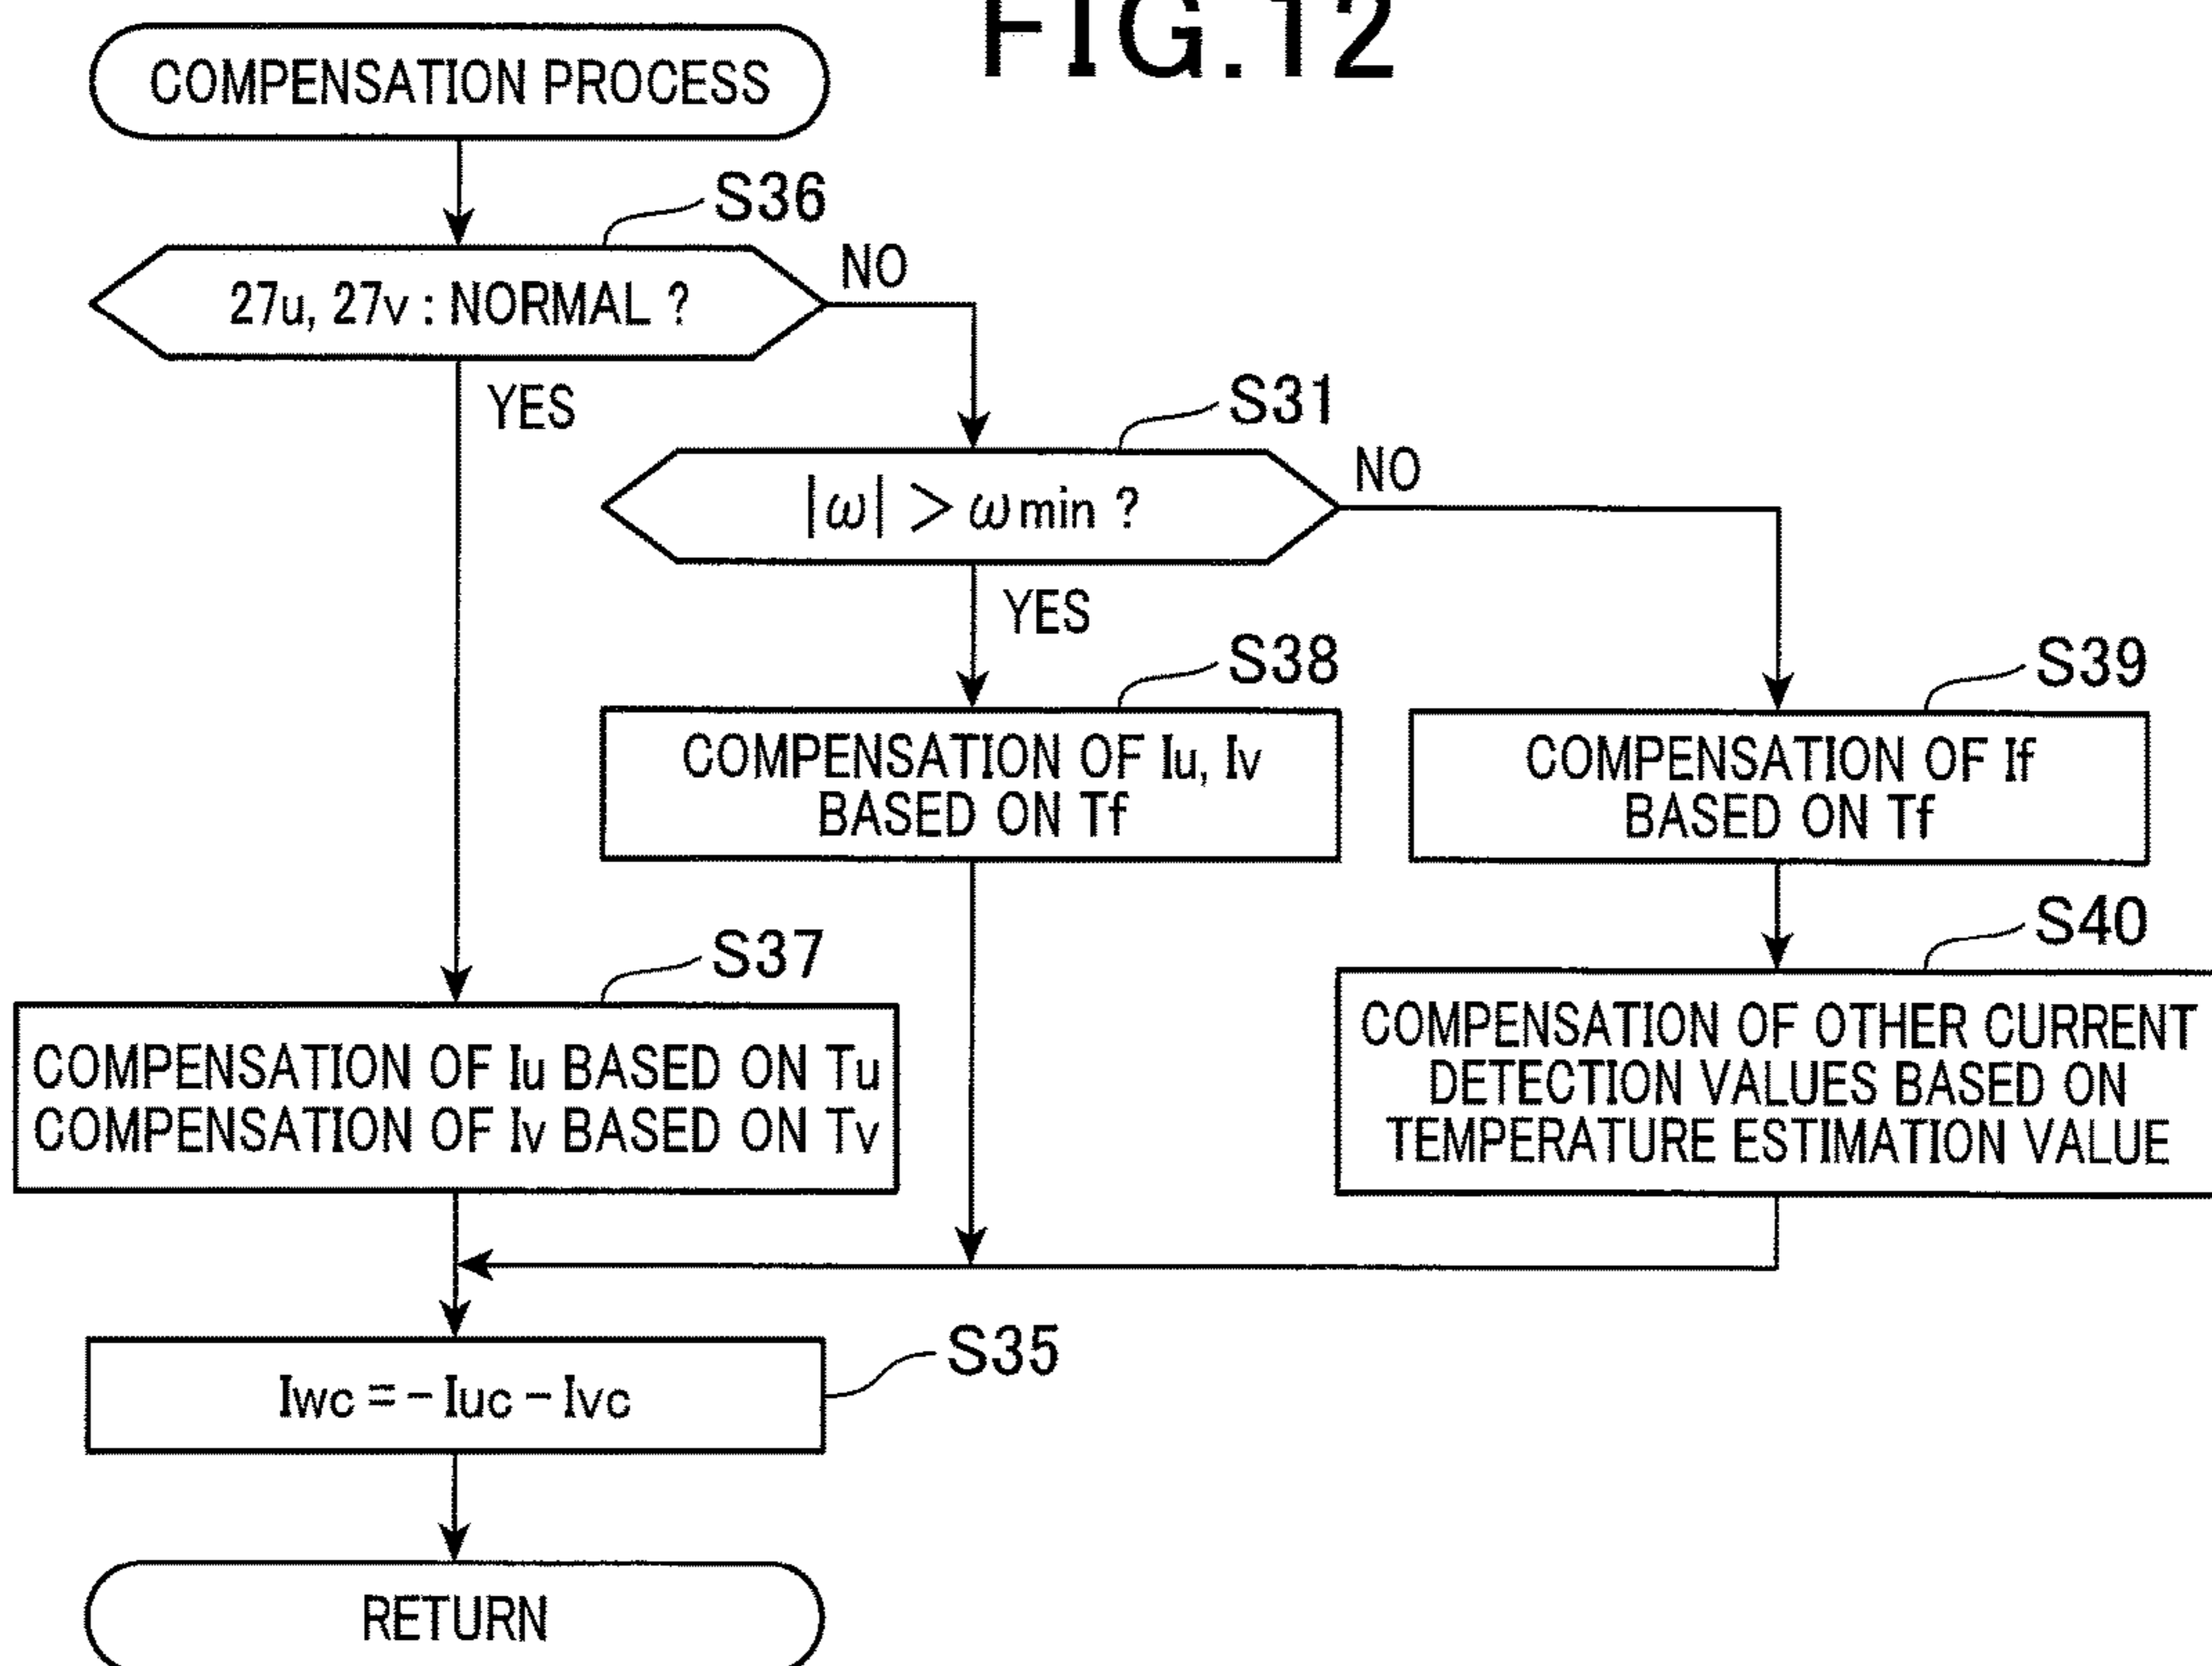 FIG.12
COMPENSATION PROCESS
S36
27u, 27v : NORMAL ?
NO
YES
S31
|ω| > ωmin ?
NO
YES
S38
COMPENSATION OF Iu, Iv
BASED ON Tf
S39
COMPENSATION OF If
BASED ON Tf
S37
COMPENSATION OF Iu BASED ON Tu
COMPENSATION OF Iv BASED ON Tv
S40
COMPENSATION OF OTHER CURRENT
DETECTION VALUES BASED ON
TEMPERATURE ESTIMATION VALUE
S35
Iwc = - Iuc - Ivc
RETURN